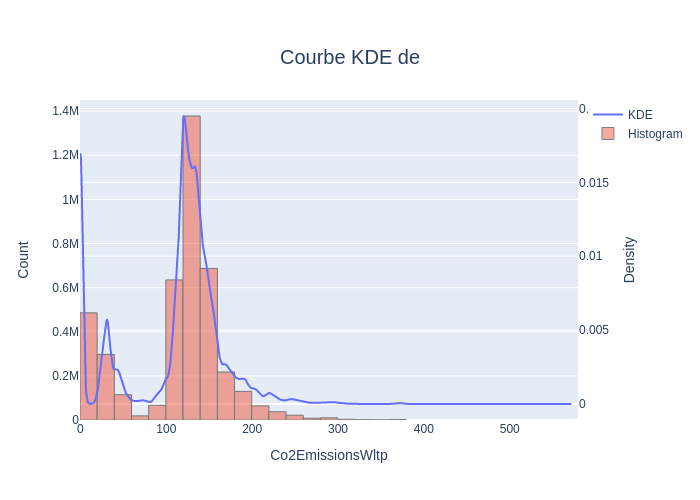 Courbe KDE de
1.4M
1.2M
1M
0.8M
0.6M
0.4M
0.2M
0
Count
0.
0.015
0.01
0.005
0
Density
KDE
Histogram
0
100
200
300
400
500
Co2EmissionsWltp